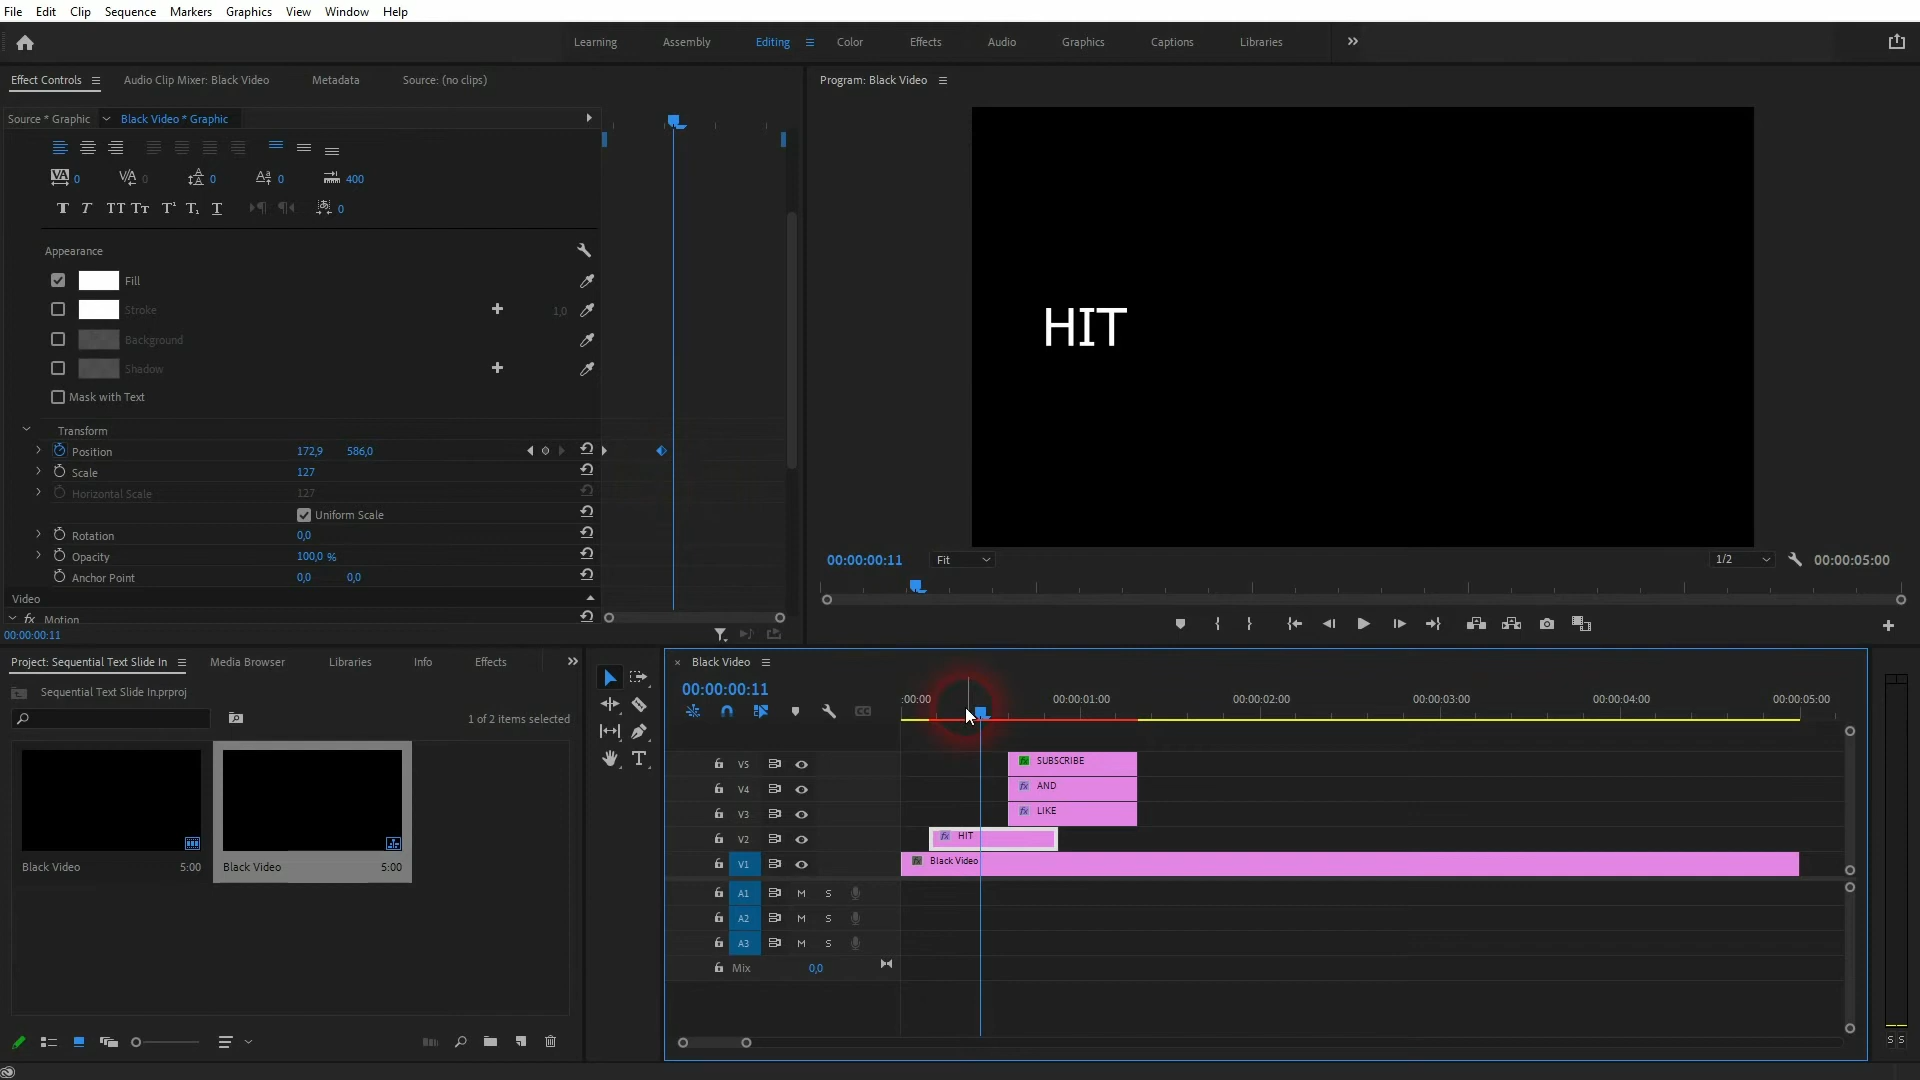 File Edit Clip Sequence Markers Graphics View Window Help
Learning Assembly Editing Color Effects Audio Graphics Captions Libraries
Effect Controls Audio Clip Mixer: Black Video Metadata Source: (no clips)
Program: Black Video
Source * Graphic Black Video * Graphic
0 0 0 0 400
0
Appearance
Fill
Stroke 1,0
Background
Shadow
Mask with Text
Transform
Position 172,9 586,0
Scale 127
Horizontal Scale 127
Uniform Scale
Rotation 0,0
Opacity 100,0 %
Anchor Point 0,0 0,0
Video
fx Motion
00:00:00:11
HIT
00:00:00:11 Fit 1/2 00:00:05:00
Project: Sequential Text Slide In Media Browser Libraries Info Effects
Sequential Text Slide In.prproj
1 of 2 items selected
Black Video 5:00
Black Video 5:00
Black Video
00:00:00:11
:00:00 00:00:01:00 00:00:02:00 00:00:03:00 00:00:04:00 00:00:05:00
V5 SUBSCRIBE
V4 AND
V3 LIKE
V2 HIT
V1 Black Video
A1 M S
A2 M S
A3 M S
Mix 0,0
S S